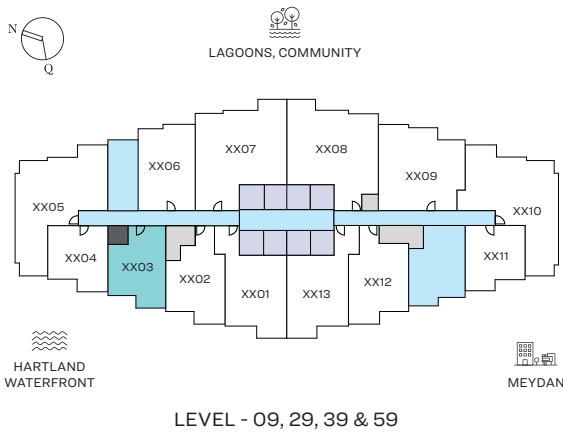 N
Q
LAGOONS, COMMUNITY
XX07
XX08
XX06
XX09
XX05
XX10
XX04
XX03
XX02
XX01
XX13
XX12
XX11
HARTLAND
WATERFRONT
MEYDAN
LEVEL - 09, 29, 39 & 59